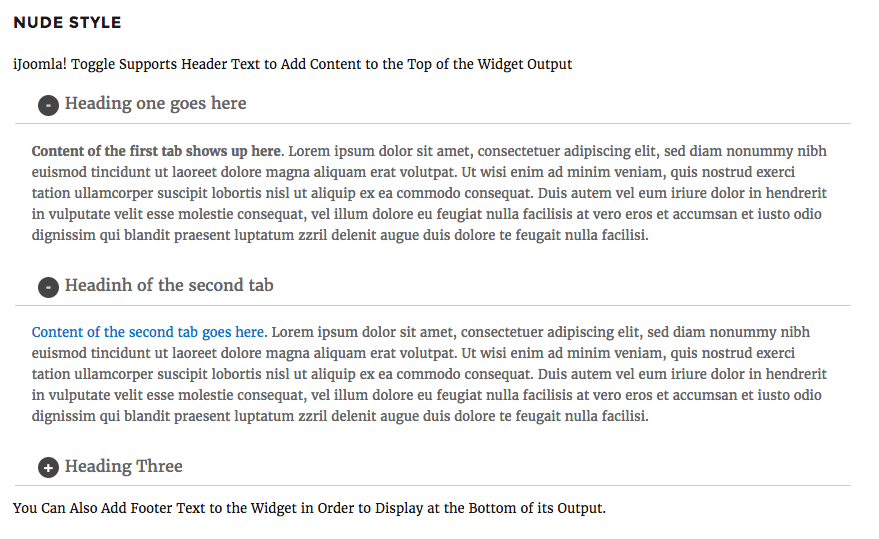 NUDE STYLE
iJoomla! Toggle Supports Header Text to Add Content to the Top of the Widget Output
- Heading one goes here
Content of the first tab shows up here. Lorem ipsum dolor sit amet, consectetuer adipiscing elit, sed diam nonummy nibh
euismod tincidunt ut laoreet dolore magna aliquam erat volutpat. Ut wisi enim ad minim veniam, quis nostrud exerci
tation ullamcorper suscipit lobortis nisl ut aliquip ex ea commodo consequat. Duis autem vel eum iriure dolor in hendrerit
in vulputate velit esse molestie consequat, vel illum dolore eu feugiat nulla facilisis at vero eros et accumsan et iusto odio
dignissim qui blandit praesent luptatum zzril delenit augue duis dolore te feugait nulla facilisi.
- Headinh of the second tab
Content of the second tab goes here. Lorem ipsum dolor sit amet, consectetuer adipiscing elit, sed diam nonummy nibh
euismod tincidunt ut laoreet dolore magna aliquam erat volutpat. Ut wisi enim ad minim veniam, quis nostrud exerci
tation ullamcorper suscipit lobortis nisl ut aliquip ex ea commodo consequat. Duis autem vel eum iriure dolor in hendrerit
in vulputate velit esse molestie consequat, vel illum dolore eu feugiat nulla facilisis at vero eros et accumsan et iusto odio
dignissim qui blandit praesent luptatum zzril delenit augue duis dolore te feugait nulla facilisi.
+ Heading Three
You Can Also Add Footer Text to the Widget in Order to Display at the Bottom of its Output.